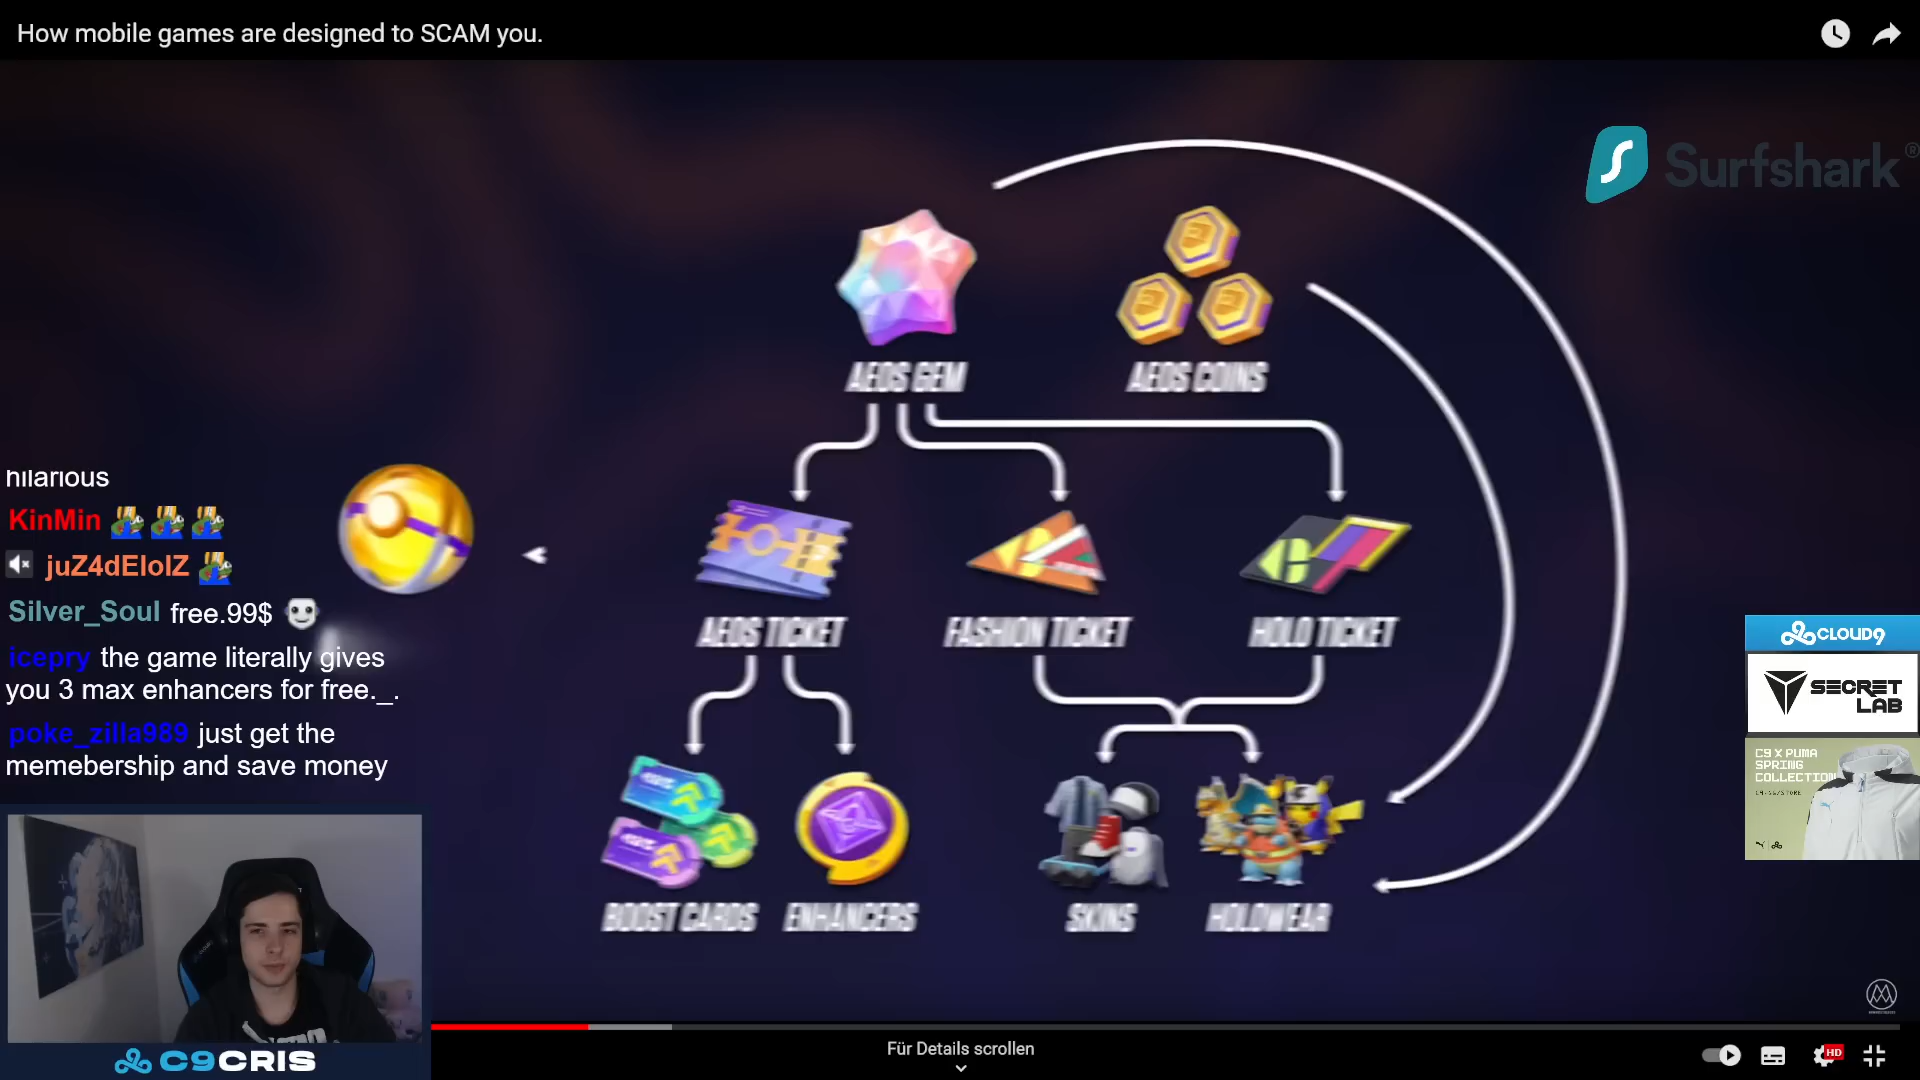 How mobile games are designed to SCAM you.
Surfshark®
AEOS GEM
AEOS COINS
hilarious
KinMin
juZ4dEloIZ
Silver_Soul free.99$
icepry the game literally gives
you 3 max enhancers for free._.
poke_zilla989 just get the
memebership and save money
AEOS TICKET
FASHION TICKET
HOLO TICKET
CLOUD9
SECRET
LAB
C9 X PUMA
SPRING
COLLECTION
BOOST CARDS
ENHANCERS
SKINS
HOLOWEAR
C9CRIS
Für Details scrollen
HD